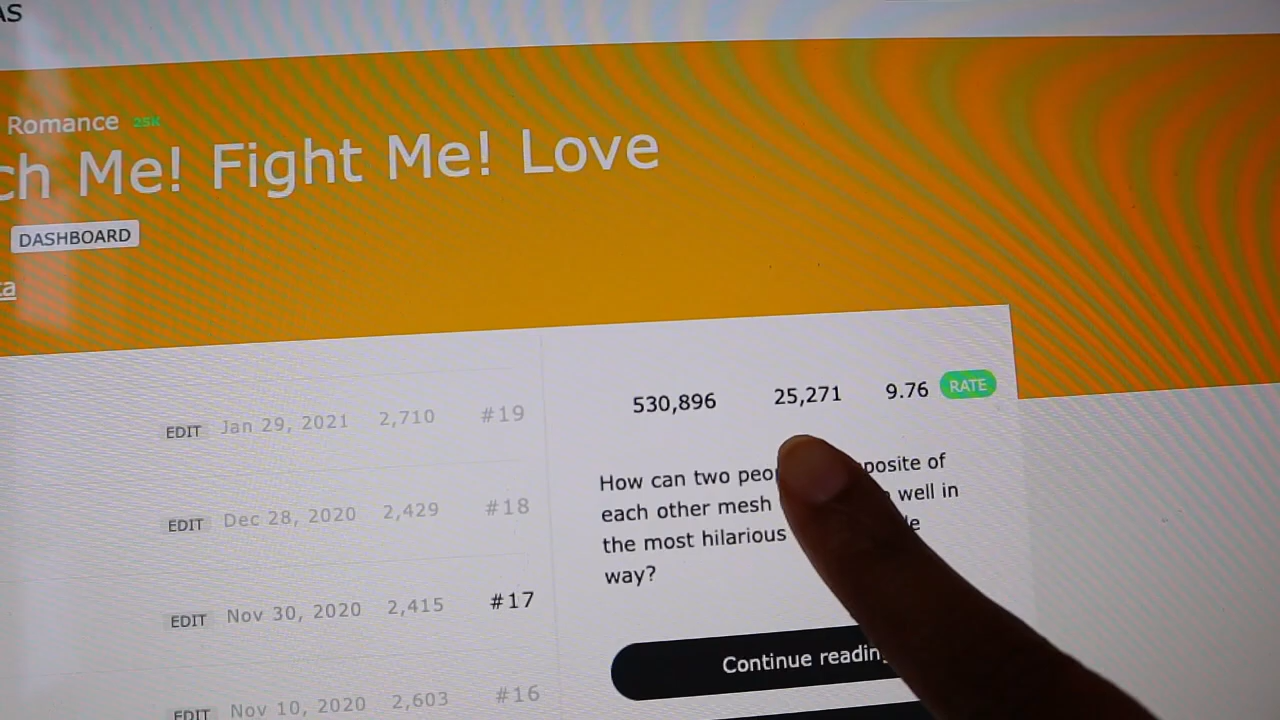 AS
Romance 25K
ch Me! Fight Me! Love
DASHBOARD
ta
EDIT Jan 29, 2021 2,710 #19
EDIT Dec 28, 2020 2,429 #18
EDIT Nov 30, 2020 2,415 #17
EDIT Nov 10, 2020 2,603 #16
530,896 25,271 9.76 RATE
How can two posite of
each other mesh well in
the most hilarious
way?
Continue reading